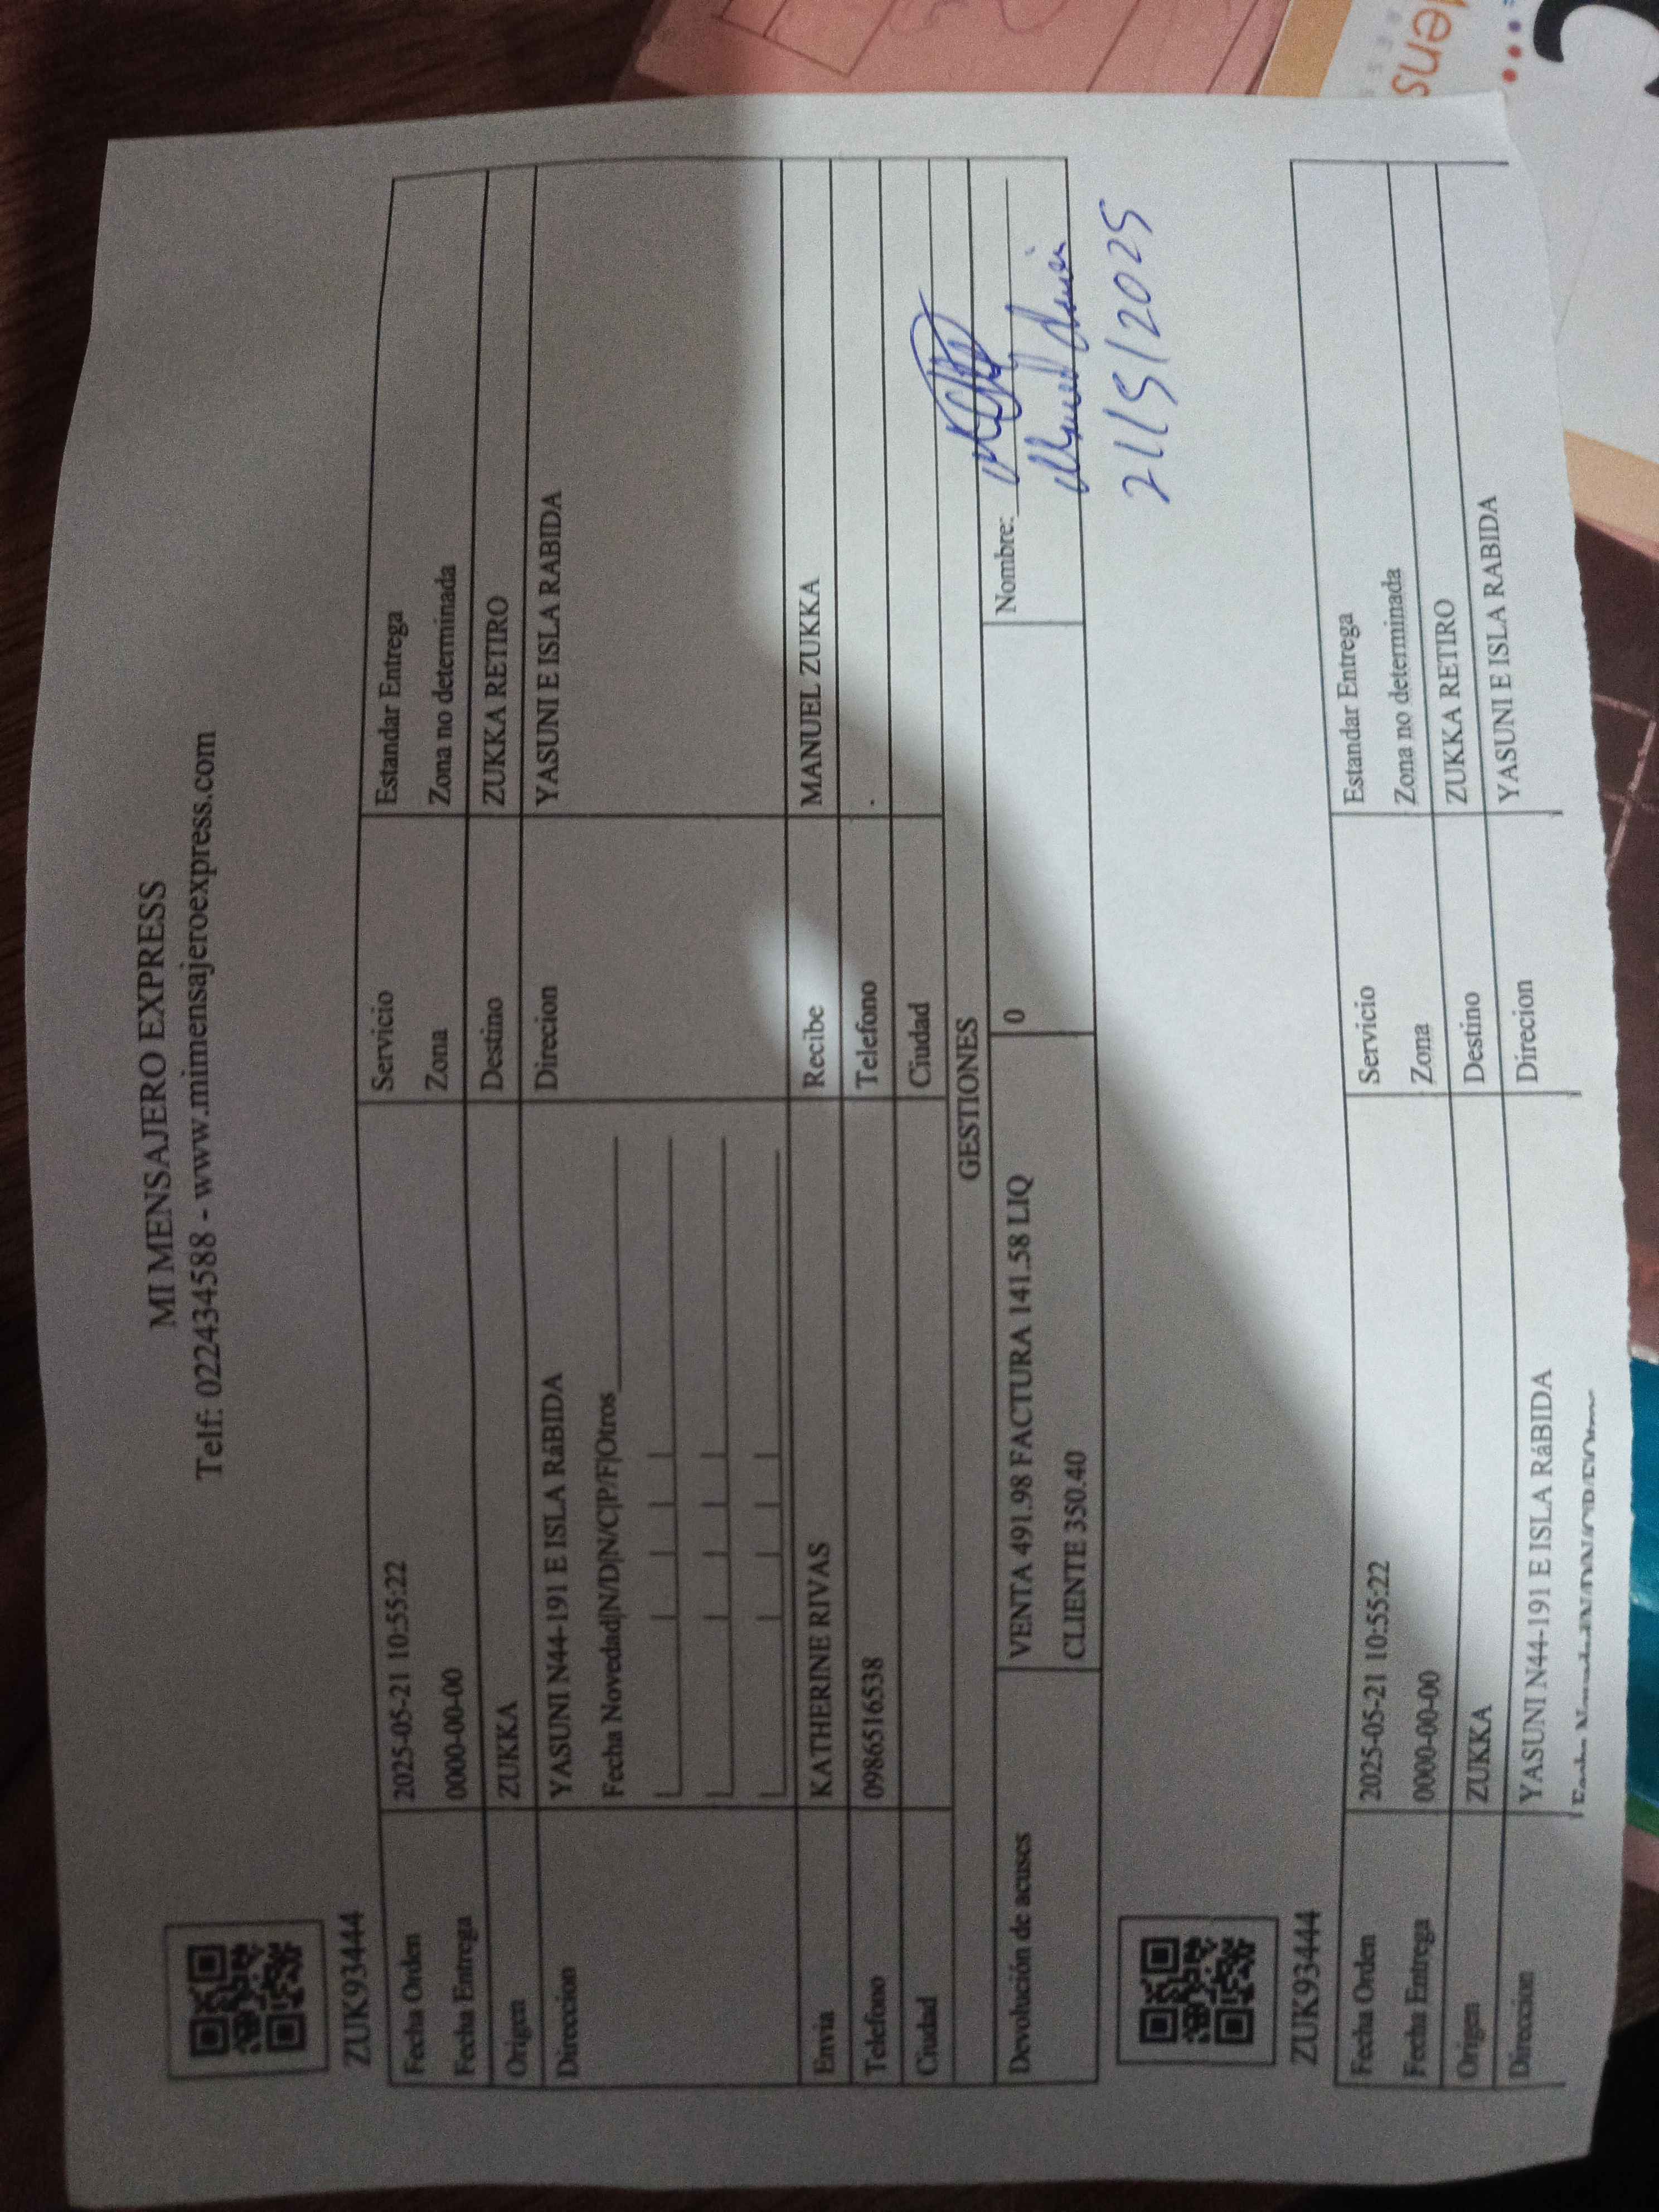 MI MENSAJERO EXPRESS
Telf: 022434588 - www.mimensajeroexpress.com
ZUK93444
Fecha Orden 2025-05-21 10:55:22 Servicio Estandar Entrega
Fecha Entrega 0000-00-00 Zona Zona no determinada
Origen ZUKKA Destino ZUKKA RETIRO
Direccion YASUNI N44-191 E ISLA RáBIDA Direcion YASUNI E ISLA RABIDA
Fecha Novedad|N/D|N/C|P/F|Otros
Envia KATHERINE RIVAS Recibe MANUEL ZUKKA
Telefono 0986516538 Telefono .
Ciudad Ciudad
GESTIONES
Devolución de acuses VENTA 491.98 FACTURA 141.58 LIQ 0 Nombre:
CLIENTE 350.40
Manuel
21/5/2025
ZUK93444
Fecha Orden 2025-05-21 10:55:22 Servicio Estandar Entrega
Fecha Entrega 0000-00-00 Zona Zona no determinada
Origen ZUKKA Destino ZUKKA RETIRO
Direccion YASUNI N44-191 E ISLA RáBIDA Direcion YASUNI E ISLA RABIDA
Mens